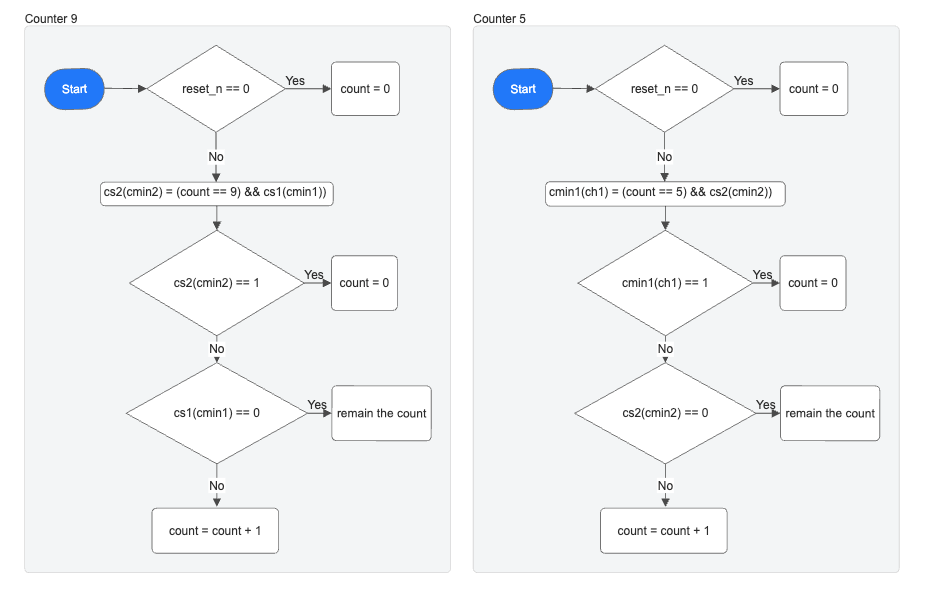 Counter 9
Start
reset_n == 0
Yes
count = 0
No
cs2(cmin2) = (count == 9) && cs1(cmin1))
cs2(cmin2) == 1
Yes
count = 0
No
cs1(cmin1) == 0
Yes
remain the count
No
count = count + 1
Counter 5
Start
reset_n == 0
Yes
count = 0
No
cmin1(ch1) = (count == 5) && cs2(cmin2))
cmin1(ch1) == 1
Yes
count = 0
No
cs2(cmin2) == 0
Yes
remain the count
No
count = count + 1